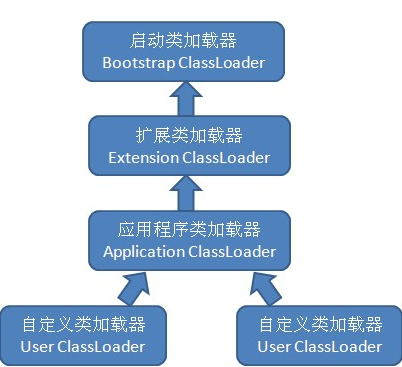 启动类加载器
Bootstrap ClassLoader
扩展类加载器
Extension ClassLoader
应用程序类加载器
Application ClassLoader
自定义类加载器
User ClassLoader
自定义类加载器
User ClassLoader